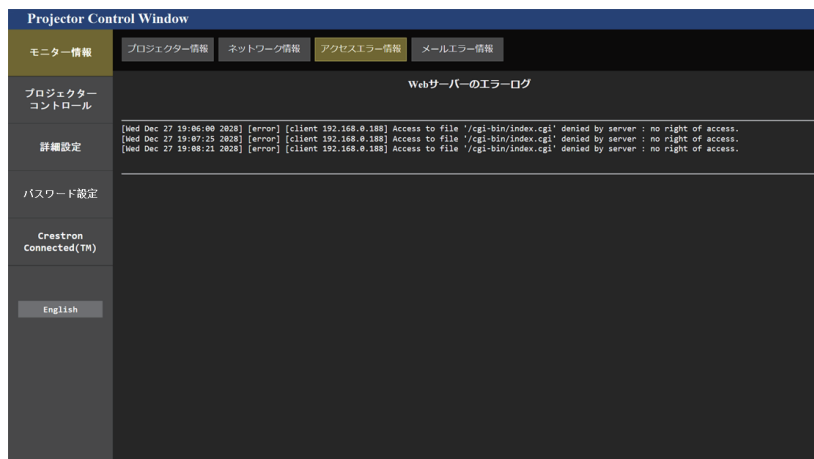 Projector Control Window
モニター情報
プロジェクター情報
ネットワーク情報
アクセスエラー情報
メールエラー情報
Webサーバーのエラーログ
プロジェクター
コントロール
[Wed Dec 27 19:06:00 2028] [error] [client 192.168.0.188] Access to file '/cgi-bin/index.cgi' denied by server : no right of access.
[Wed Dec 27 19:07:25 2028] [error] [client 192.168.0.188] Access to file '/cgi-bin/index.cgi' denied by server : no right of access.
[Wed Dec 27 19:08:21 2028] [error] [client 192.168.0.188] Access to file '/cgi-bin/index.cgi' denied by server : no right of access.
詳細設定
パスワード設定
Crestron
Connected(TM)
English